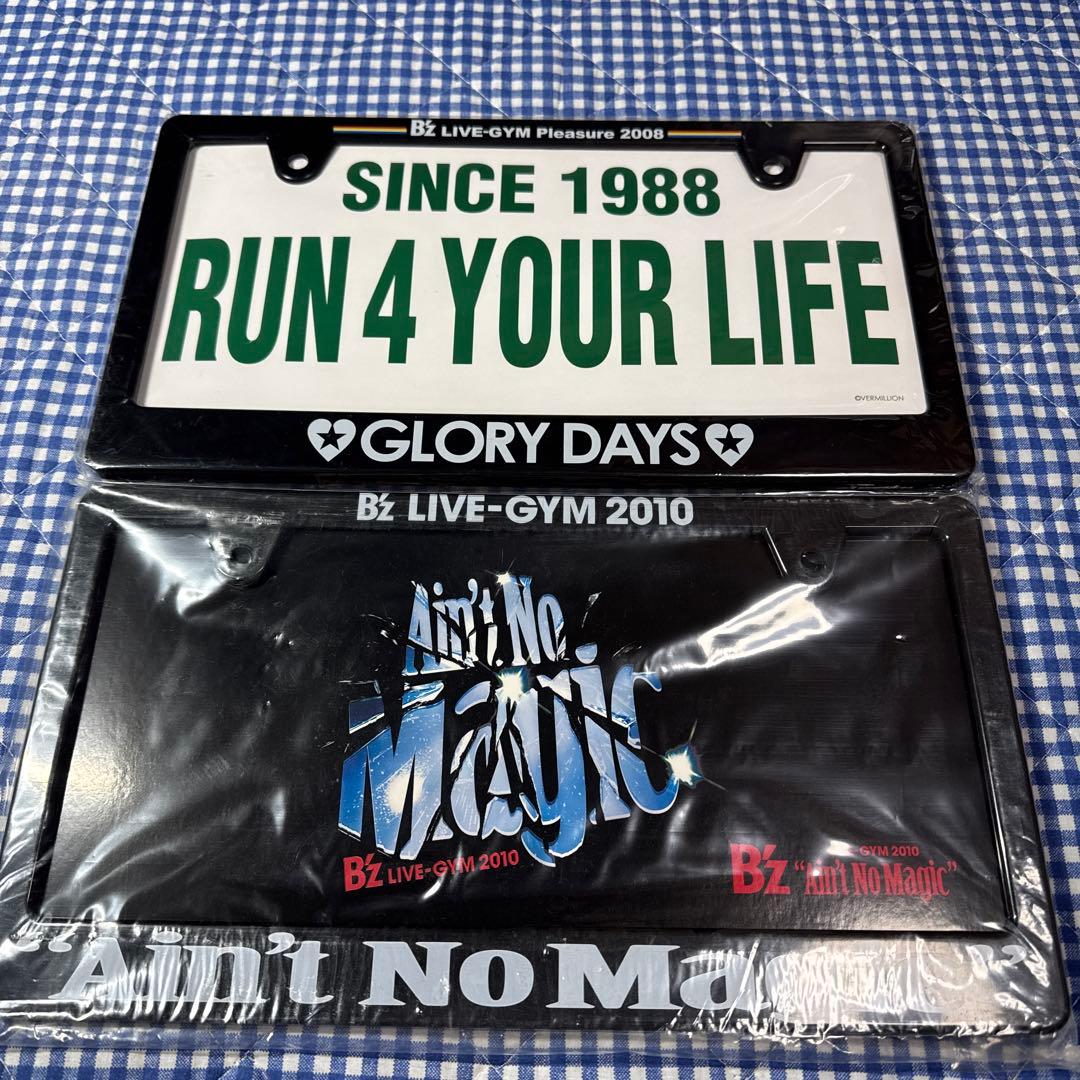 B'z LIVE-GYM Pleasure 2008
SINCE 1988
RUN 4 YOUR LIFE
©VERMILLION
GLORY DAYS
B'z LIVE-GYM 2010
Ain't No
Magic
B'z LIVE-GYM 2010
B'z
-GYM 2010
"Ain't No Magic"
"Ain't No Magic"